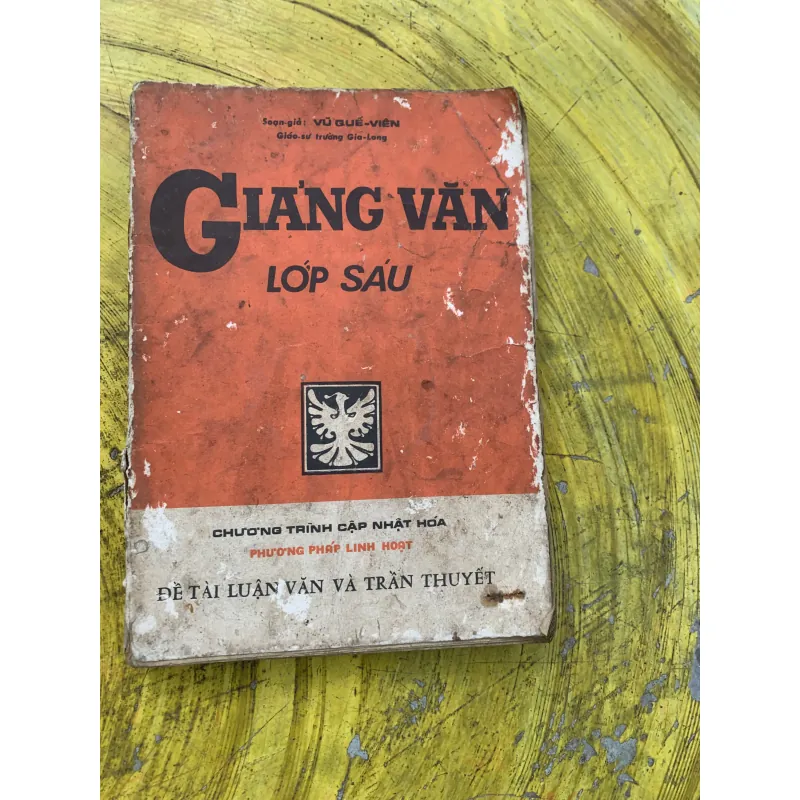 Soạn-giả: VŨ QUẾ-VIÊN
Giáo-sư trường Gia-Long
GIẢNG VĂN
LỚP SÁU
CHƯƠNG TRÌNH CẬP NHẬT HÓA
PHƯƠNG PHÁP LINH HOẠT
ĐỀ TÀI LUẬN VĂN VÀ TRẦN THUYẾT